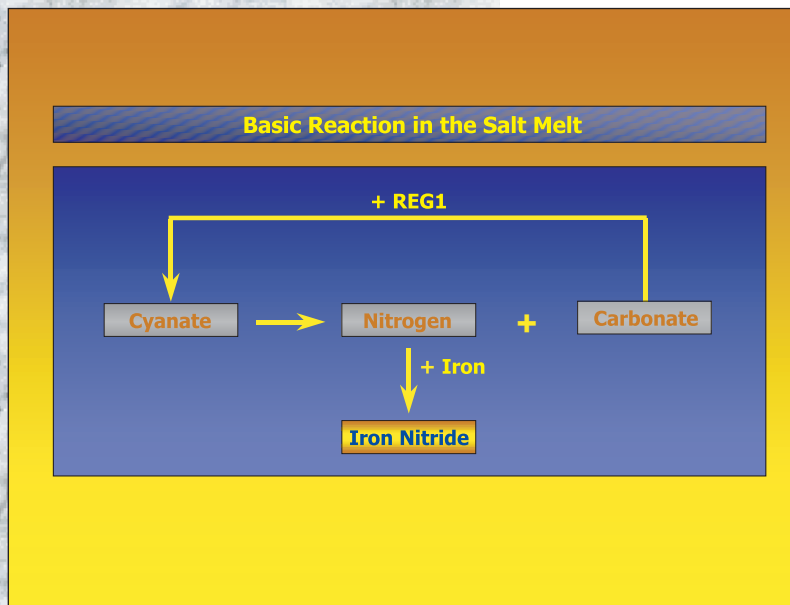 Basic Reaction in the Salt Melt
+ REG1
Cyanate
Nitrogen
+
Carbonate
+ Iron
Iron Nitride